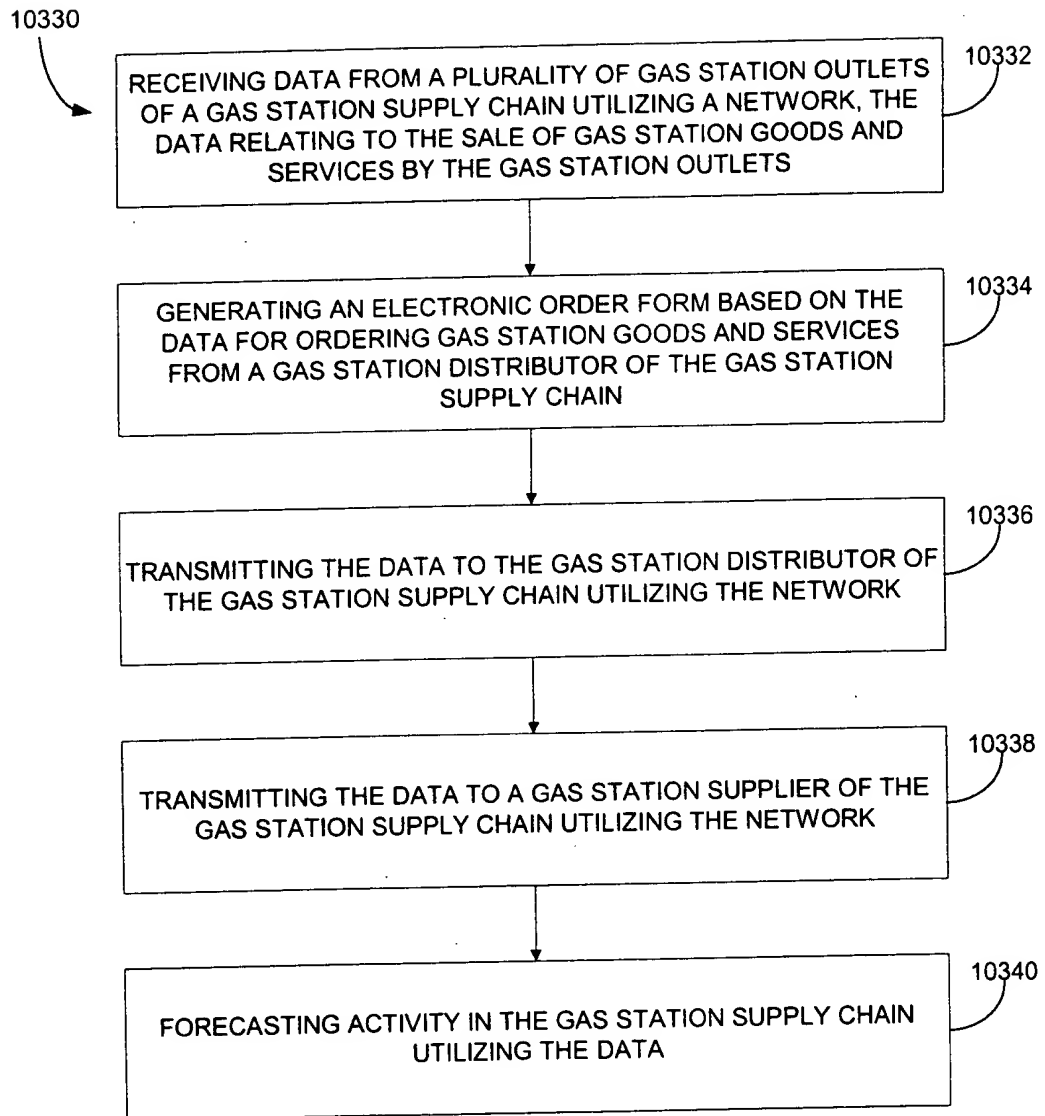 10330
10332
RECEIVING DATA FROM A PLURALITY OF GAS STATION OUTLETS
OF A GAS STATION SUPPLY CHAIN UTILIZING A NETWORK, THE
DATA RELATING TO THE SALE OF GAS STATION GOODS AND
SERVICES BY THE GAS STATION OUTLETS
10334
GENERATING AN ELECTRONIC ORDER FORM BASED ON THE
DATA FOR ORDERING GAS STATION GOODS AND SERVICES
FROM A GAS STATION DISTRIBUTOR OF THE GAS STATION
SUPPLY CHAIN
10336
TRANSMITTING THE DATA TO THE GAS STATION DISTRIBUTOR OF
THE GAS STATION SUPPLY CHAIN UTILIZING THE NETWORK
10338
TRANSMITTING THE DATA TO A GAS STATION SUPPLIER OF THE
GAS STATION SUPPLY CHAIN UTILIZING THE NETWORK
10340
FORECASTING ACTIVITY IN THE GAS STATION SUPPLY CHAIN
UTILIZING THE DATA